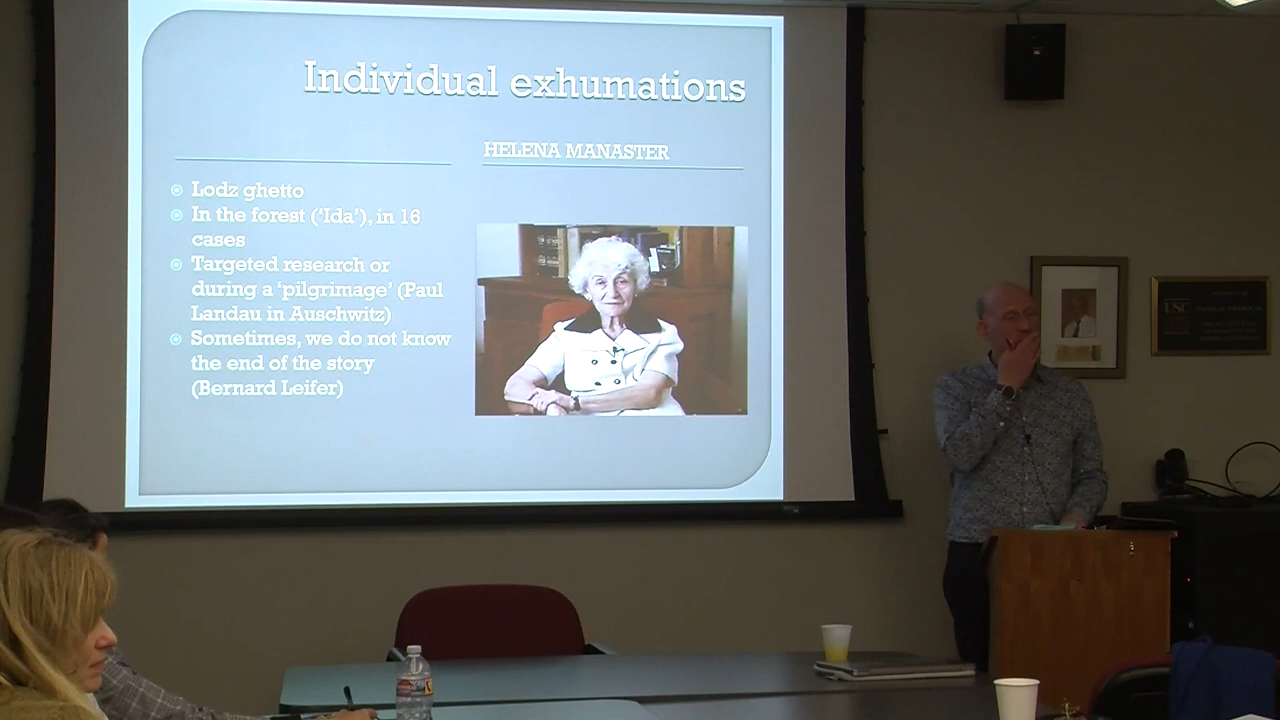 Individual exhumations
HELENA MANASTER
Lodz ghetto
In the forest ('Ida'), in 16
cases
Targeted research or
during a 'pilgrimage' (Paul
Landau in Auschwitz)
Sometimes, we do not know
the end of the story
(Bernard Leifer)
USC